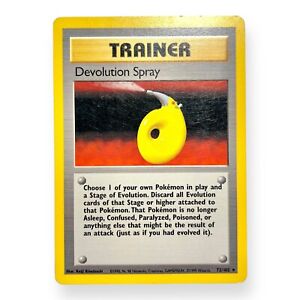 TRAINER
Devolution Spray
Choose 1 of your own Pokémon in play and
a Stage of Evolution. Discard all Evolution
cards of that Stage or higher attached to
that Pokémon. That Pokémon is no longer
Asleep, Confused, Paralyzed, Poisoned, or
anything else that might be the result of
an attack (just as if you had evolved it).
Illus. Keiji Kinebuchi
72/102